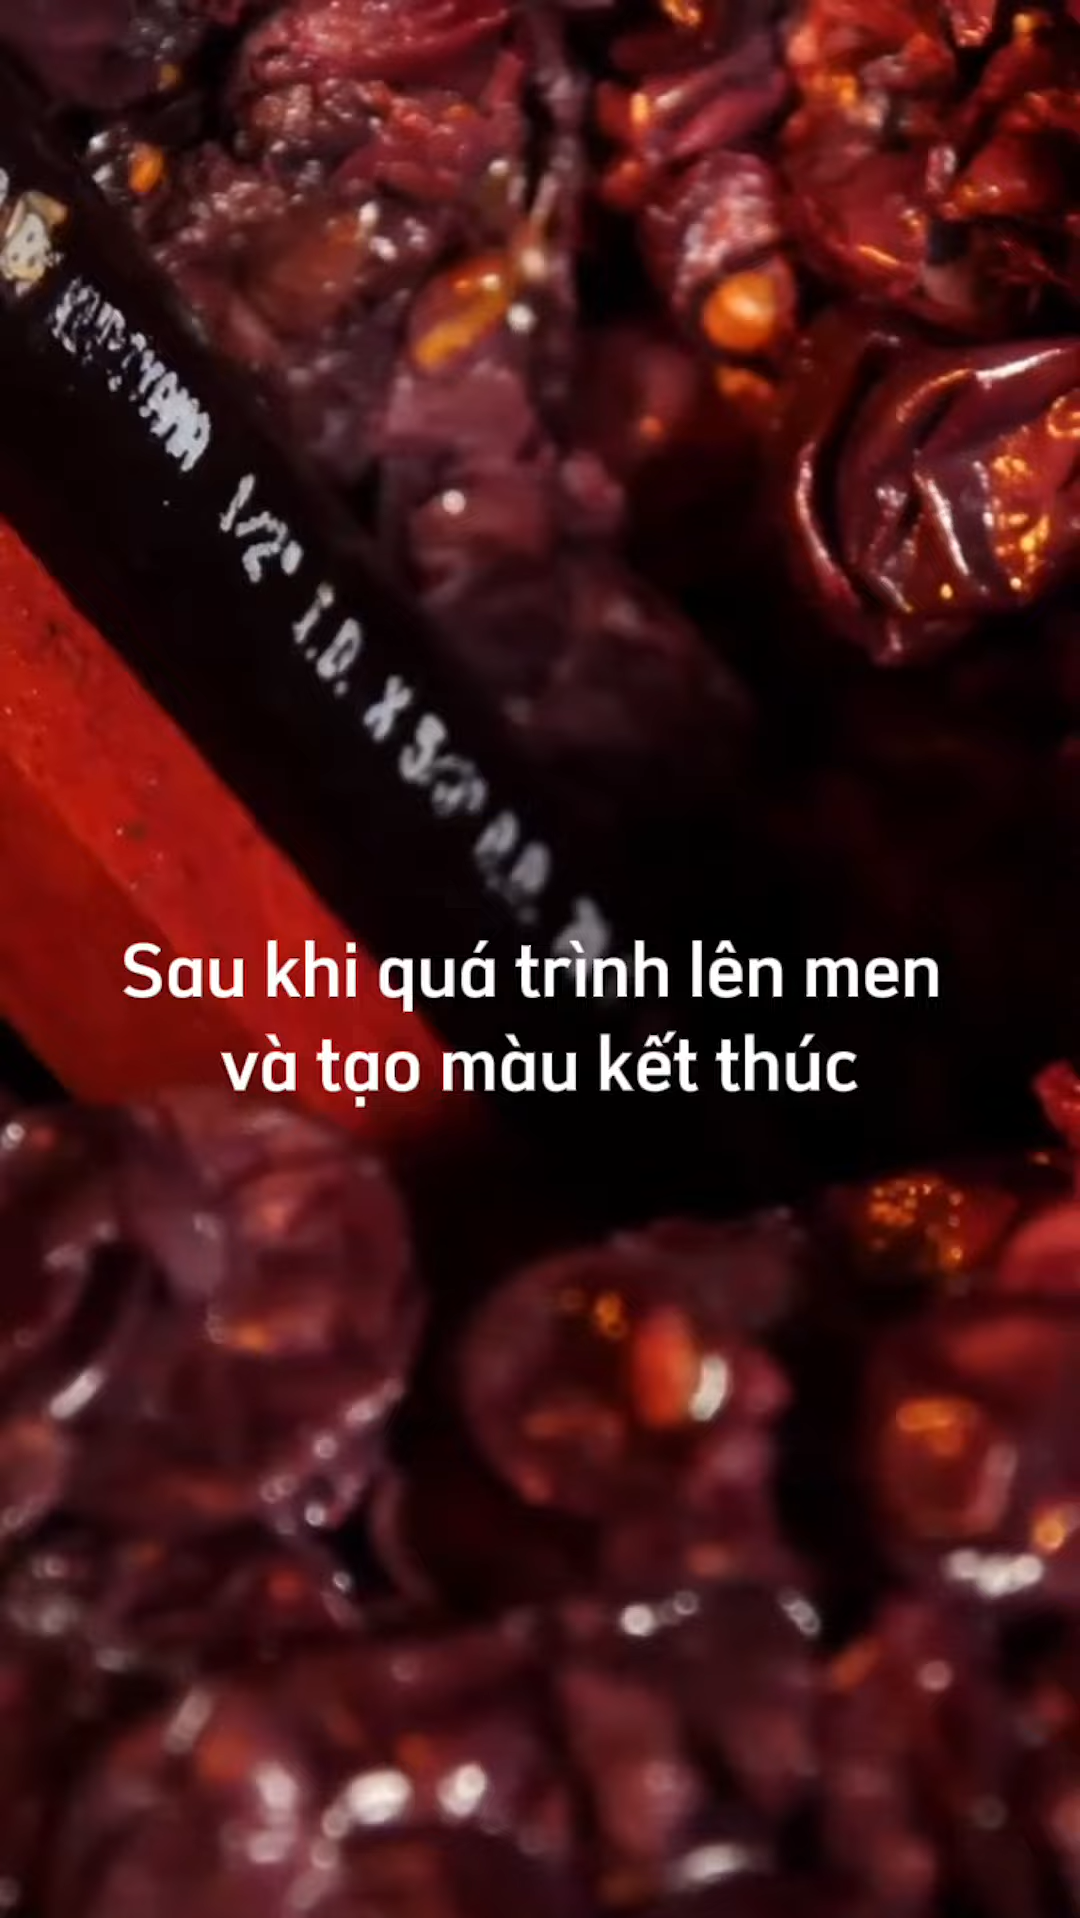 1/2" I.D. X
Sau khi quá trình lên men
và tạo màu kết thúc